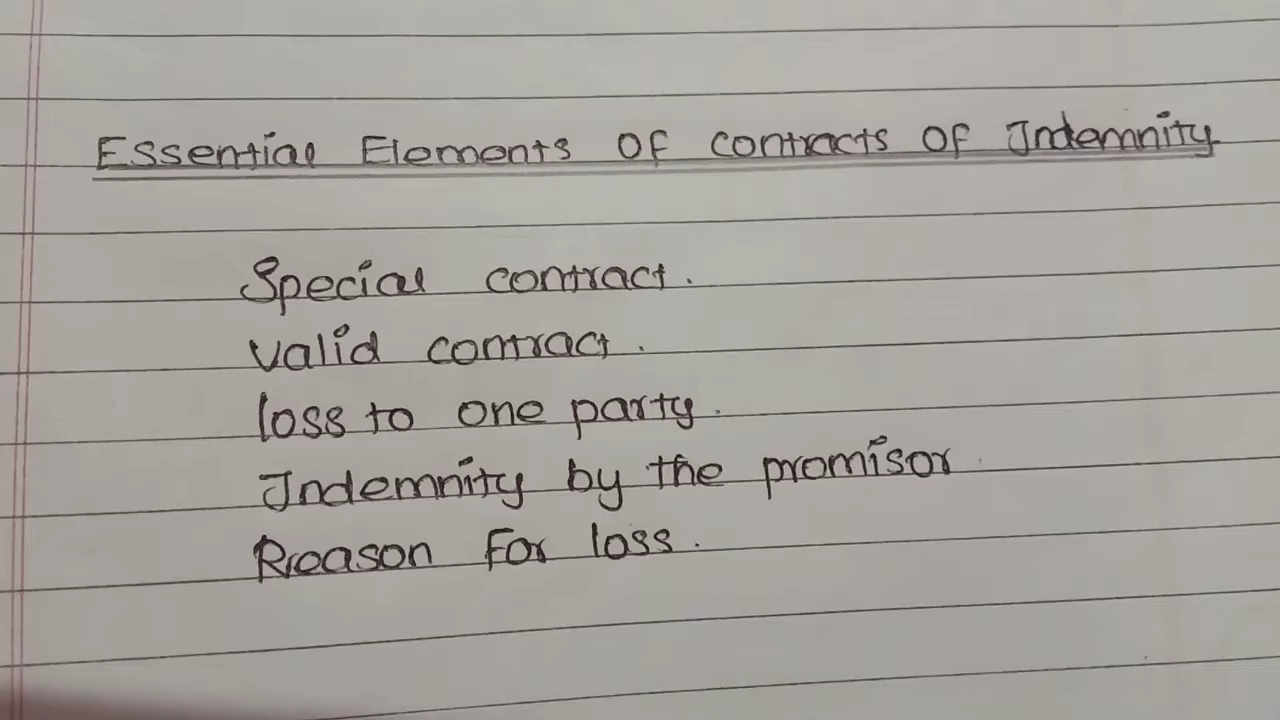 Essential Elements Of contracts Of Indemnity
Special contract.
valid contract.
loss to one party.
Indemnity by the promisor
Reason For loss.